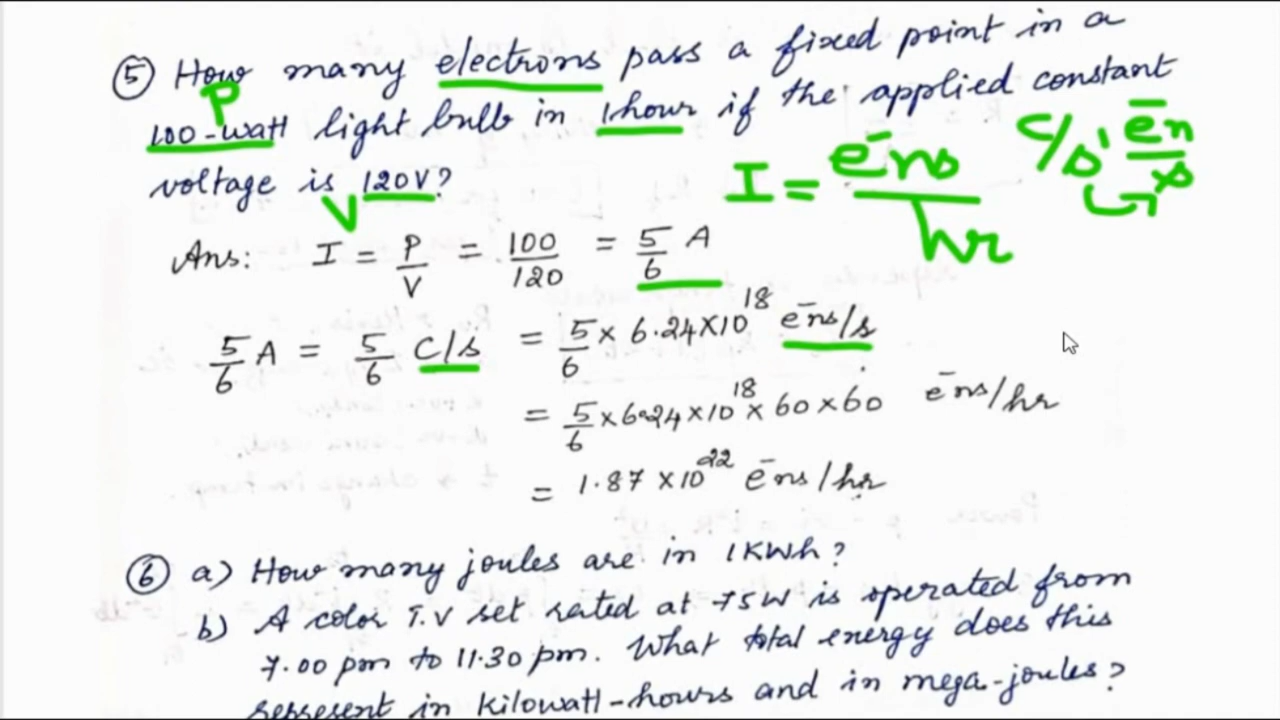 ⑤ How many electrons pass a fixed point in a
P
100-watt light bulb in 1 hour if the applied constant
voltage is 120V?
V
I = e̅ns/hr
C/s' e̅n/s
Ans: I = P/V = 100/120 = 5/6 A
5/6 A = 5/6 C/s = 5/6 × 6.24×10^18 e̅ns/s
= 5/6 × 6.24×10^18 × 60×60 e̅ns/hr
= 1.87 ×10^22 e̅ns/hr
⑥ a) How many joules are in 1KWh?
b) A color T.V set rated at 75W is operated from
7.00 pm to 11.30 pm. What total energy does this
represent in kilowatt-hours and in mega-joules?